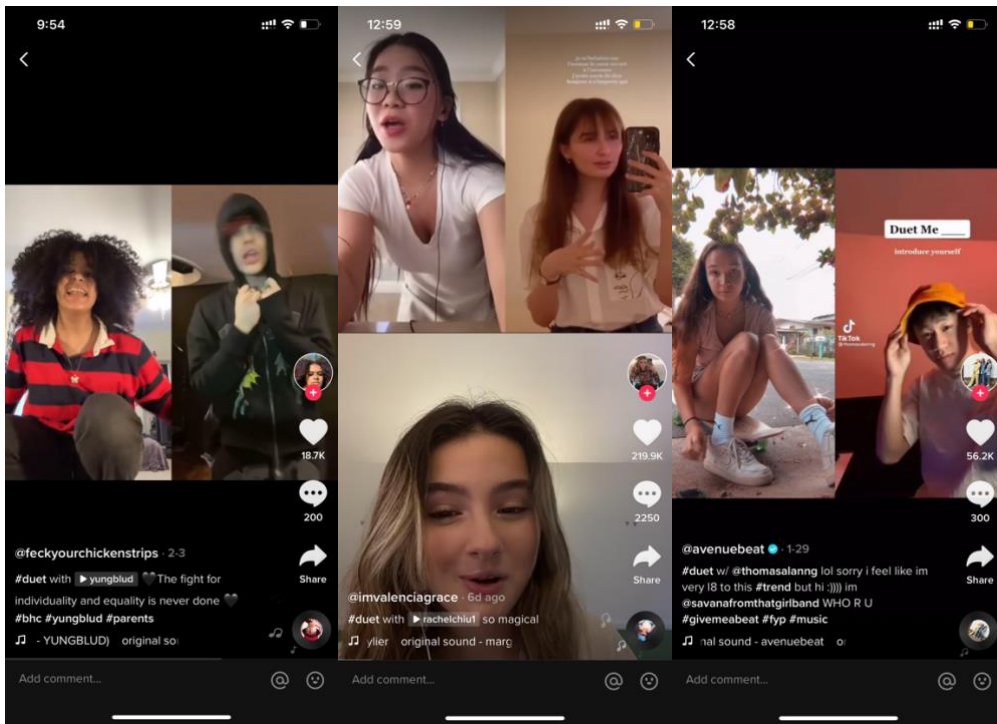 9:54
18.7K
200
Share
@feckyourchickenstrips · 2-3
#duet with yungblud 🖤The fight for
individuality and equality is never done 🖤
#bhc #yungblud #parents
- YUNGBLUD) original so
Add comment...
12:59
219.9K
2250
Share
@imvalenciagrace · 6d ago
#duet with rachelchiu1 so magical
ylier original sound - marg
Add comment...
12:58
Duet Me ____
introduce yourself
TikTok
56.2K
300
Share
@avenuebeat · 1-29
#duet w/ @thomasalanng lol sorry i feel like im
very l8 to this #trend but hi :)))) im
@savanafromthatgirlband WHO R U
#givemeabeat #fyp #music
nal sound - avenuebeat
Add comment...